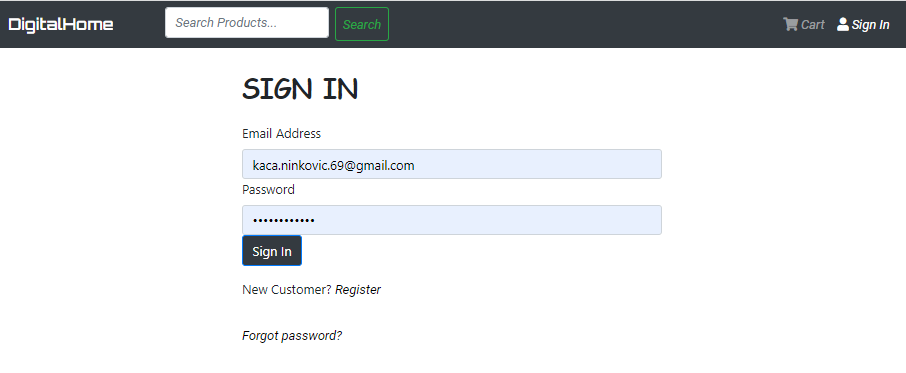 DigitalHome Search Products... Search Cart Sign In
SIGN IN
Email Address
kaca.ninkovic.69@gmail.com
Password
••••••••••••
Sign In
New Customer? Register
Forgot password?